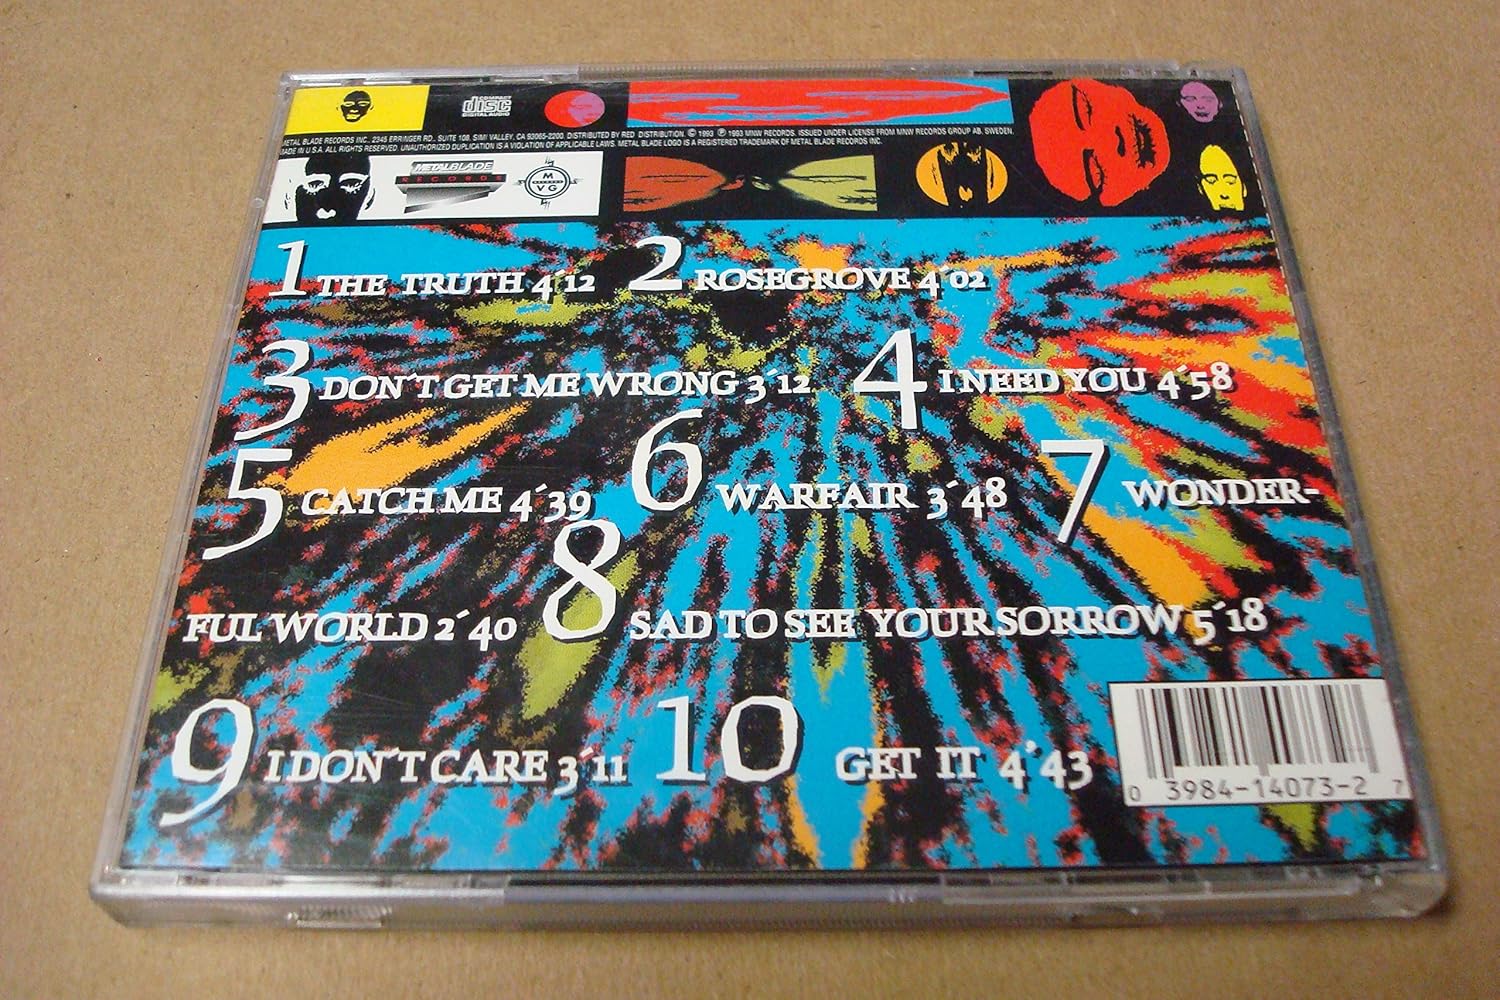 COMPACT
disc
DIGITAL AUDIO
METAL BLADE RECORDS INC. 2345 ERRINGER RD., SUITE 108, SIMI VALLEY, CA 93065-2200. DISTRIBUTED BY RED DISTRIBUTION. © 1993 ℗ 1993 MNW RECORDS. ISSUED UNDER LICENSE FROM MNW RECORDS GROUP AB, SWEDEN.
MADE IN U.S.A. ALL RIGHTS RESERVED. UNAUTHORIZED DUPLICATION IS A VIOLATION OF APPLICABLE LAWS. METAL BLADE LOGO IS A REGISTERED TRADEMARK OF METAL BLADE RECORDS INC.
METAL BLADE
RECORDS
M
RECORDS
VG
1 THE TRUTH 4´12 2 ROSEGROVE 4´02
3 DON´T GET ME WRONG 3´12 4 I NEED YOU 4´58
5 CATCH ME 4´39 6 WARFAIR 3´48 7 WONDER-
FUL WORLD 2´40 8 SAD TO SEE YOUR SORROW 5´18
9 I DON´T CARE 3´11 10 GET IT 4´43
0 3984-14073-2 7